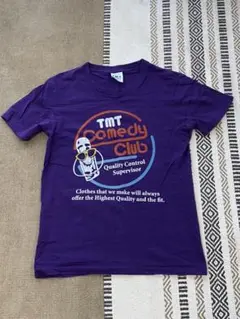 TMT
Comedy
Club
Quality Control
Supervisor
Clothes that we make will always
offer the Highest Quality and the fit.